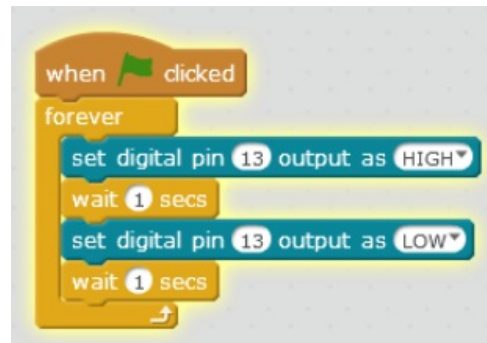 when clicked
forever
set digital pin 13 output as HIGH
wait 1 secs
set digital pin 13 output as LOW
wait 1 secs